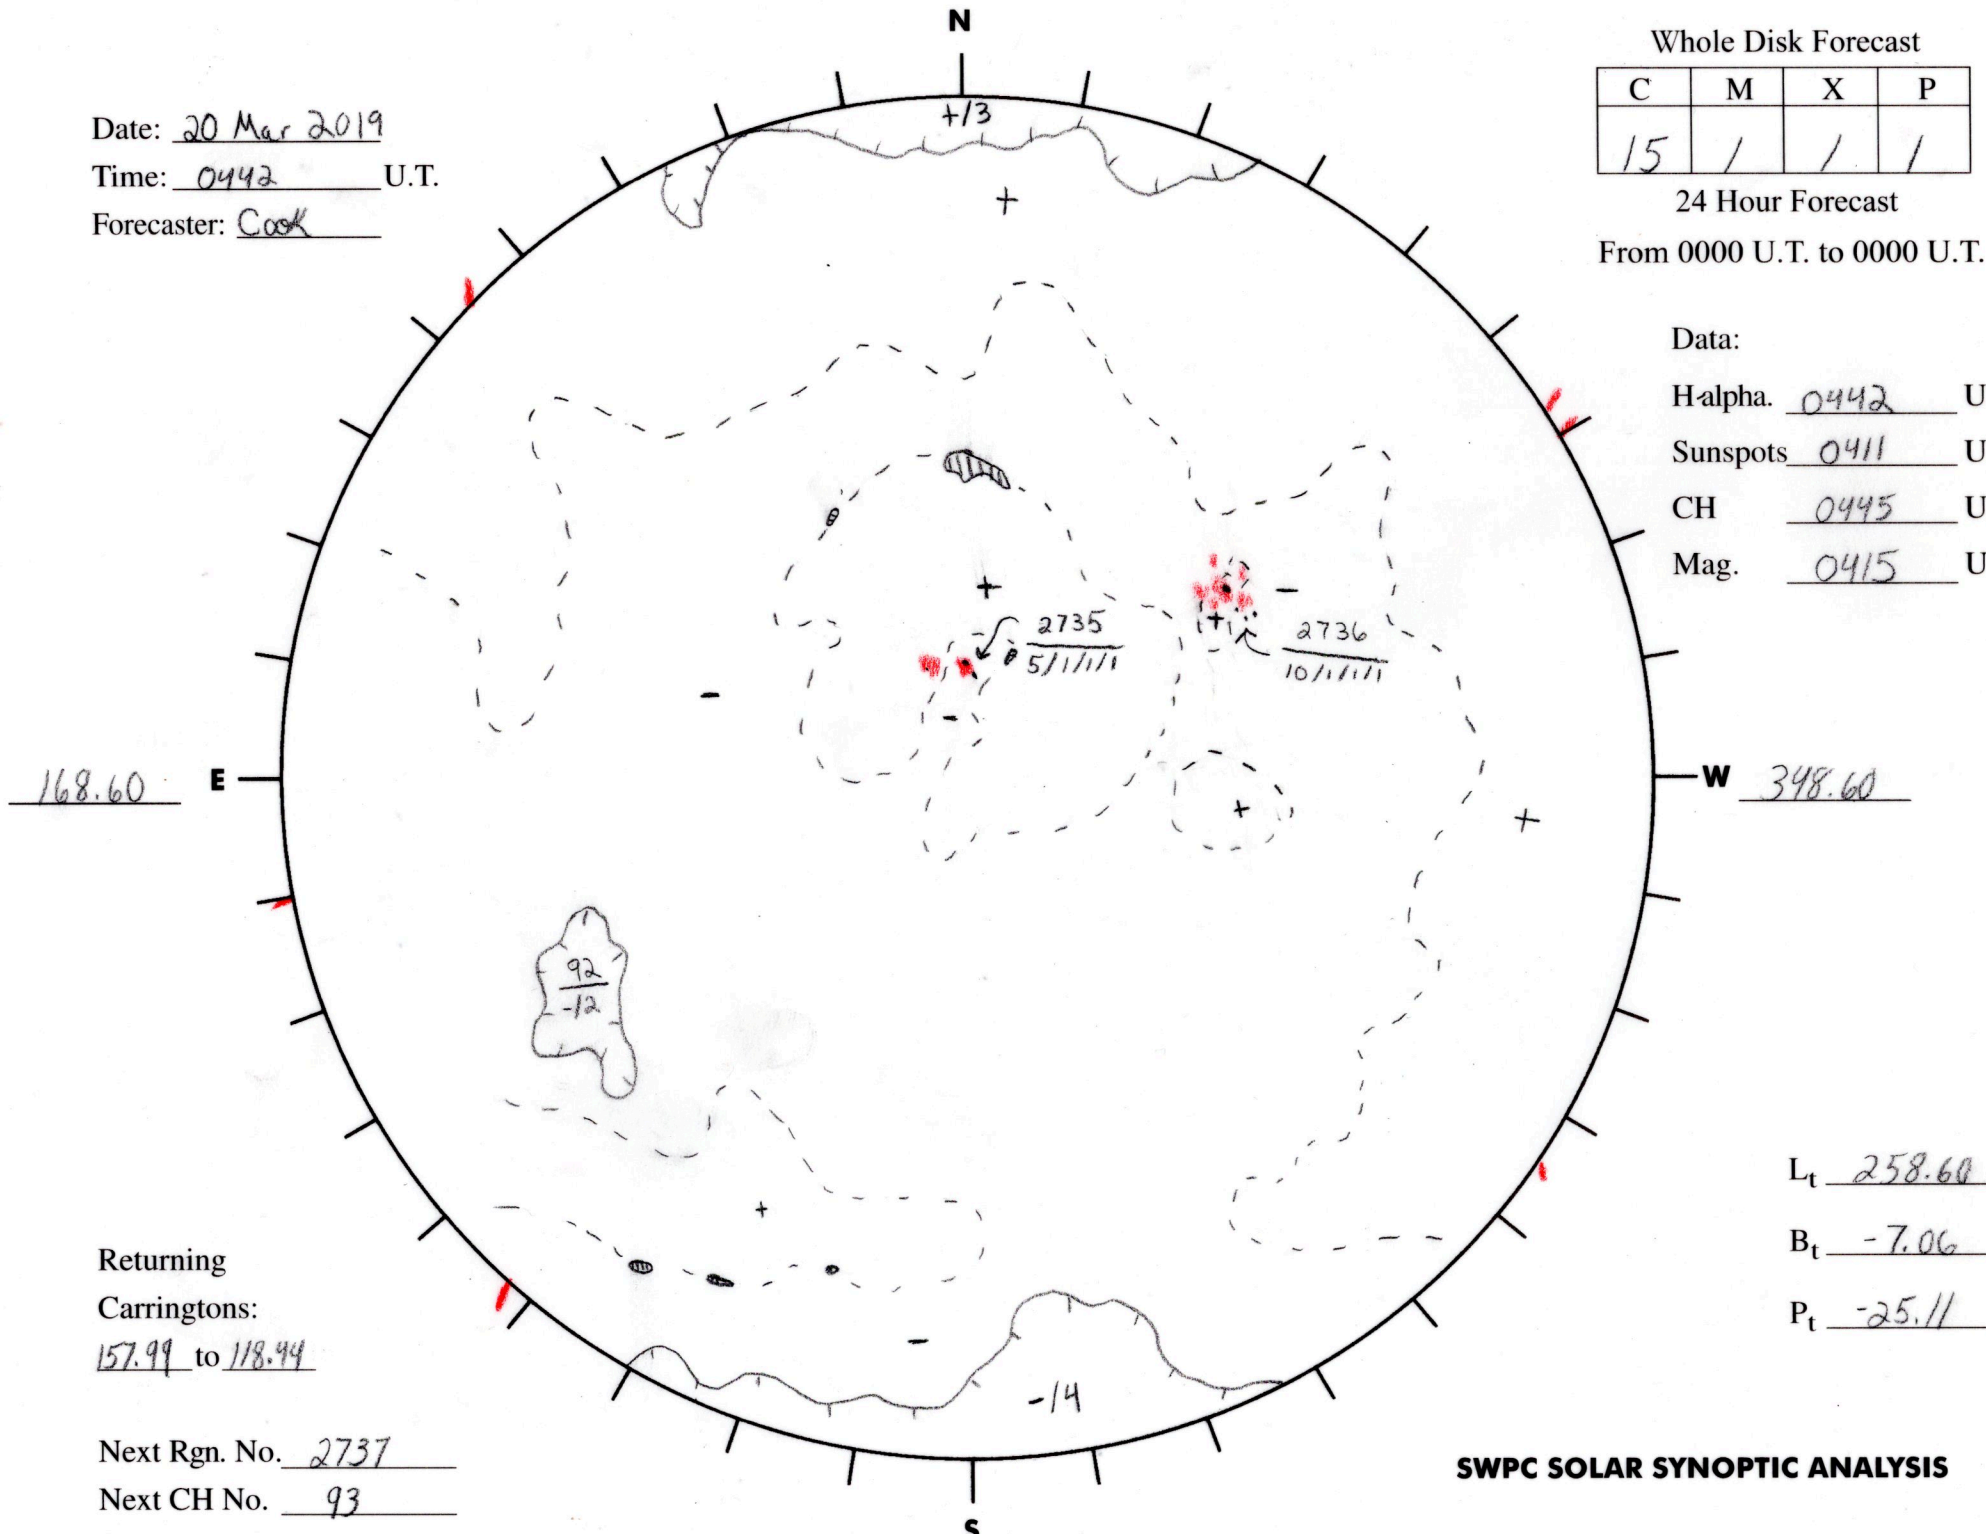 N
+/3
Date: 20 Mar 2019
Time: 0442 U.T.
Forecaster: Cook
Whole Disk Forecast
C M X P
15 / / /
24 Hour Forecast
From 0000 U.T. to 0000 U.T.
+
Data:
H-alpha. 0442 U
Sunspots 0411 U
CH 0445 U
Mag. 0415 U
+
-
+
2735
5/1/1/1/1
2736
10/1/1/1/1
-
-
168.60 E
W 348.60
+
+
92
-12
+
-
-14
Lt 258.60
Bt -7.06
Pt -25.11
Returning
Carringtons:
157.99 to 118.94
Next Rgn. No. 2737
Next CH No. 93
SWPC SOLAR SYNOPTIC ANALYSIS
S